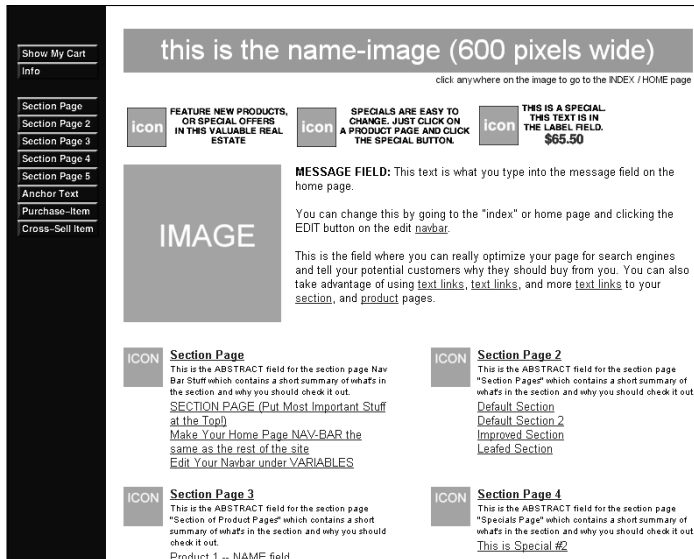 Show My Cart
Info
Section Page
Section Page 2
Section Page 3
Section Page 4
Section Page 5
Anchor Text
Purchase-Item
Cross-Sell Item
this is the name-image (600 pixels wide)
click anywhere on the image to go to the INDEX / HOME page
icon
FEATURE NEW PRODUCTS,
OR SPECIAL OFFERS
IN THIS VALUABLE REAL
ESTATE
icon
SPECIALS ARE EASY TO
CHANGE. JUST CLICK ON
A PRODUCT PAGE AND CLICK
THE SPECIAL BUTTON.
icon
THIS IS A SPECIAL.
THIS TEXT IS IN
THE LABEL FIELD.
$65.50
IMAGE
MESSAGE FIELD: This text is what you type into the message field on the
home page.
You can change this by going to the "index" or home page and clicking the
EDIT button on the edit navbar.
This is the field where you can really optimize your page for search engines
and tell your potential customers why they should buy from you. You can also
take advantage of using text links, text links, and more text links to your
section, and product pages.
ICON
Section Page
This is the ABSTRACT field for the section page Nav
Bar Stuff which contains a short summary of what's in
the section and why you should check it out.
SECTION PAGE (Put Most Important Stuff
at the Top!)
Make Your Home Page NAV-BAR the
same as the rest of the site
Edit Your Navbar under VARIABLES
ICON
Section Page 2
This is the ABSTRACT field for the section page
"Section Pages" which contains a short summary of
what's in the section and why you should check it out.
Default Section
Default Section 2
Improved Section
Leafed Section
ICON
Section Page 3
This is the ABSTRACT field for the section page
"Section of Product Pages" which contains a short
summary of what's in the section and why you should
check it out.
Product 1 -- NAME field
ICON
Section Page 4
This is the ABSTRACT field for the section page
"Specials Page" which contains a short summary of
what's in the section and why you should check it out.
This is Special #2